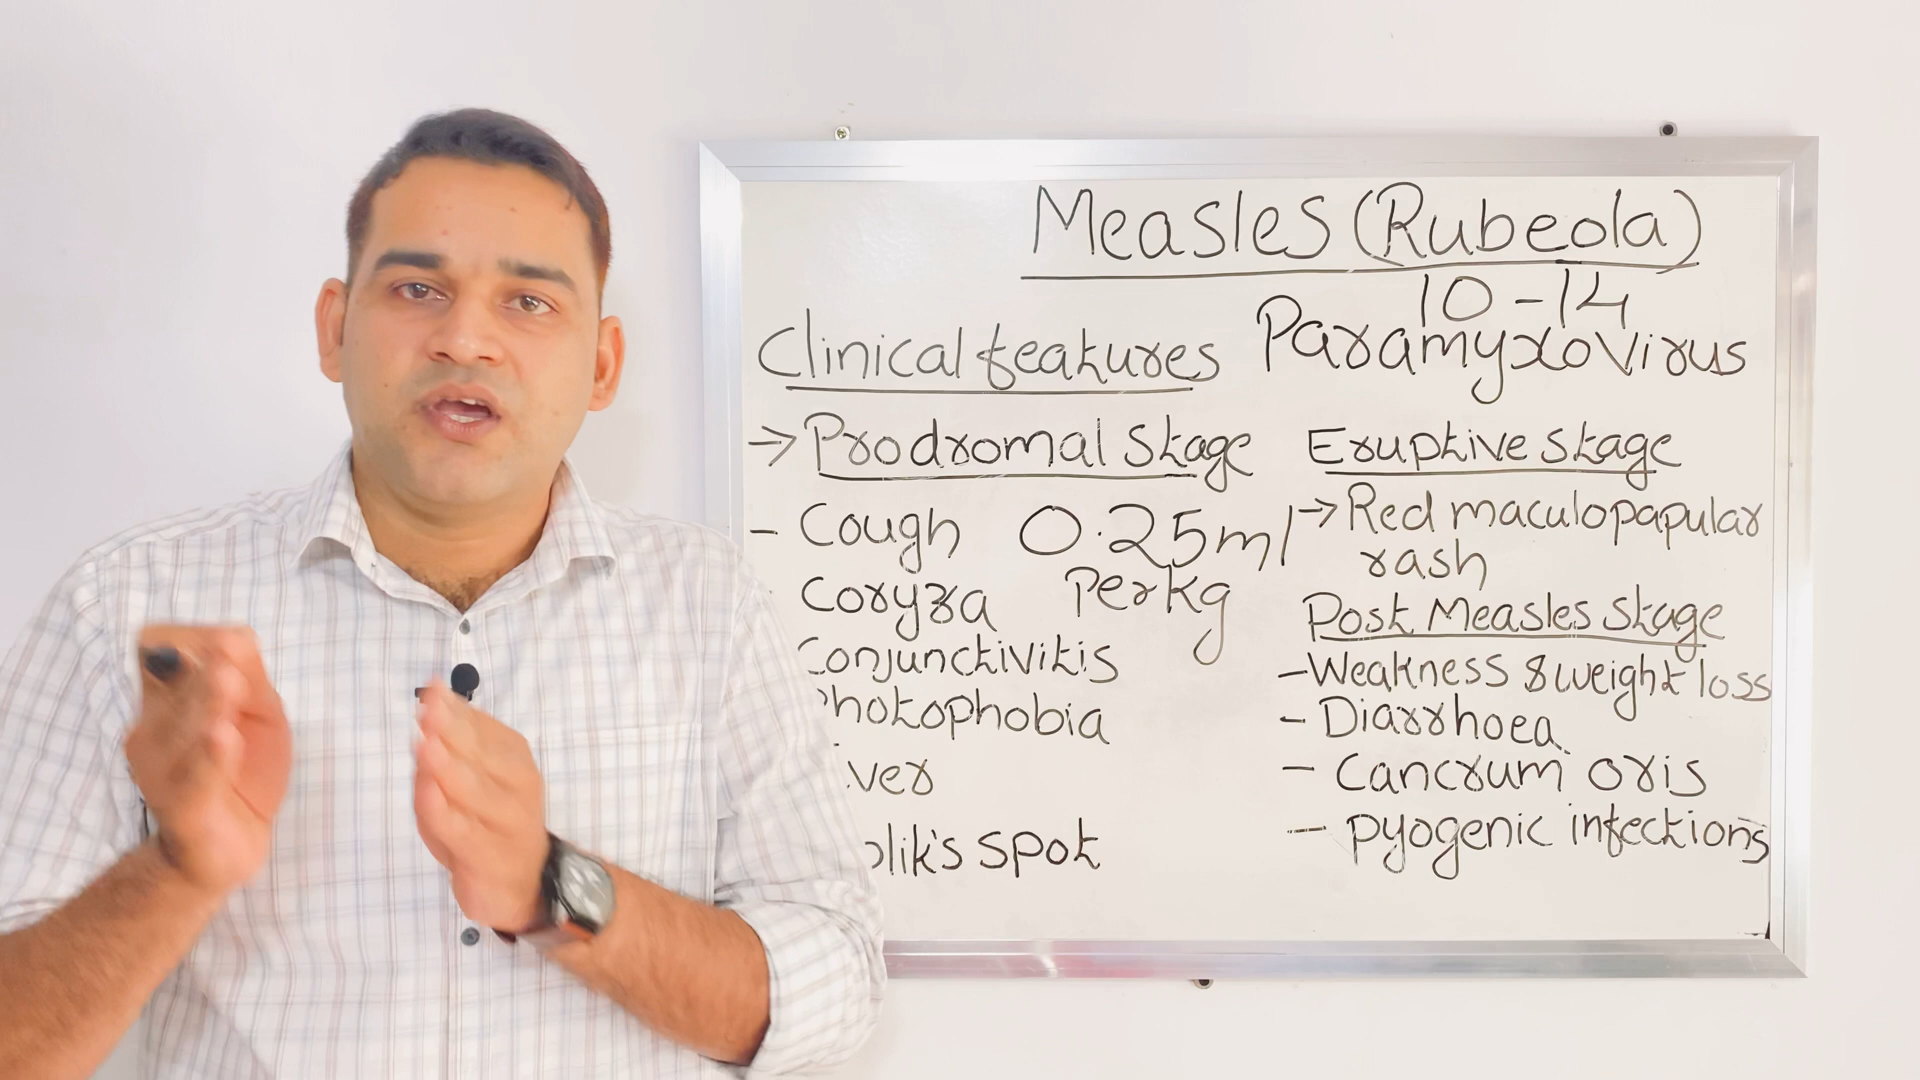 Measles (Rubeola)
10-14
Clinical features
Paramyxovirus
→ Prodromal stage
- Cough
0.25ml
Per kg
Coryza
Conjunctivitis
Photophobia
Eruptive stage
→ Red maculopapular
rash
Post Measles stage
- Weakness & weight loss
- Diarrhoea
- Cancrum oris
- Pyogenic infections
spot